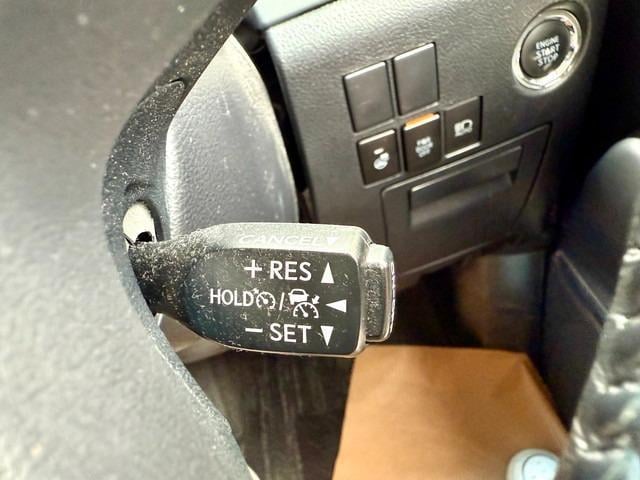 ENGINE
START
STOP
CANCEL▼
+ RES ▲
HOLD / ◄
− SET ▼